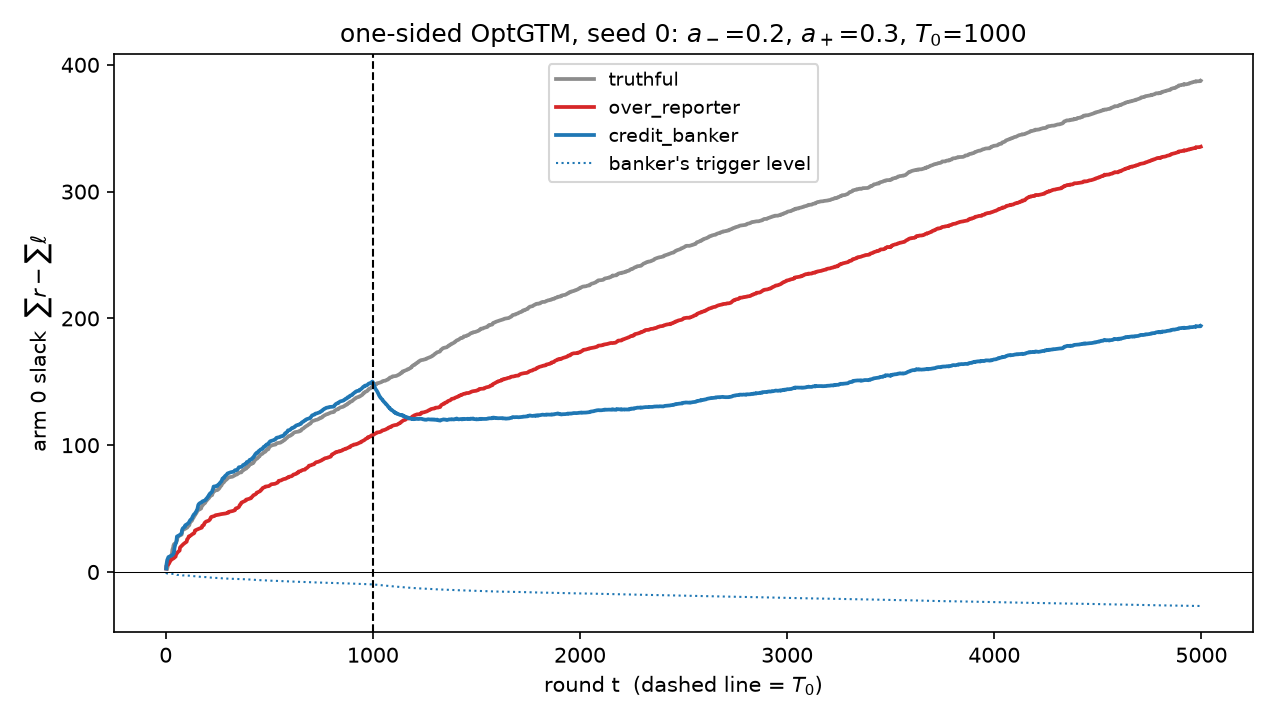 one-sided OptGTM, seed 0: a₋=0.2, a₊=0.3, T₀=1000
truthful
over_reporter
credit_banker
banker's trigger level
arm 0 slack ∑r − ∑ℓ
400
300
200
100
0
0
1000
2000
3000
4000
5000
round t (dashed line = T₀)